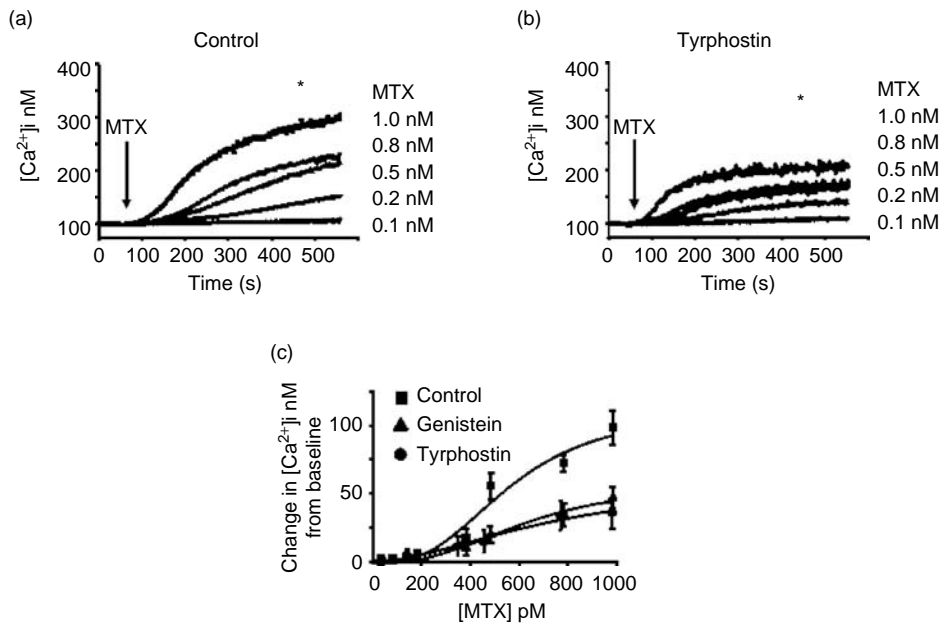 (a)
Control
[Ca²⁺]i nM
400
300
200
100
MTX
*
MTX
1.0 nM
0.8 nM
0.5 nM
0.2 nM
0.1 nM
0 100 200 300 400 500
Time (s)
(b)
Tyrphostin
[Ca²⁺]i nM
400
300
200
100
MTX
*
MTX
1.0 nM
0.8 nM
0.5 nM
0.2 nM
0.1 nM
0 100 200 300 400 500
Time (s)
(c)
Change in [Ca²⁺]i nM
from baseline
100
50
0
Control
Genistein
Tyrphostin
0 200 400 600 800 1000
[MTX] pM